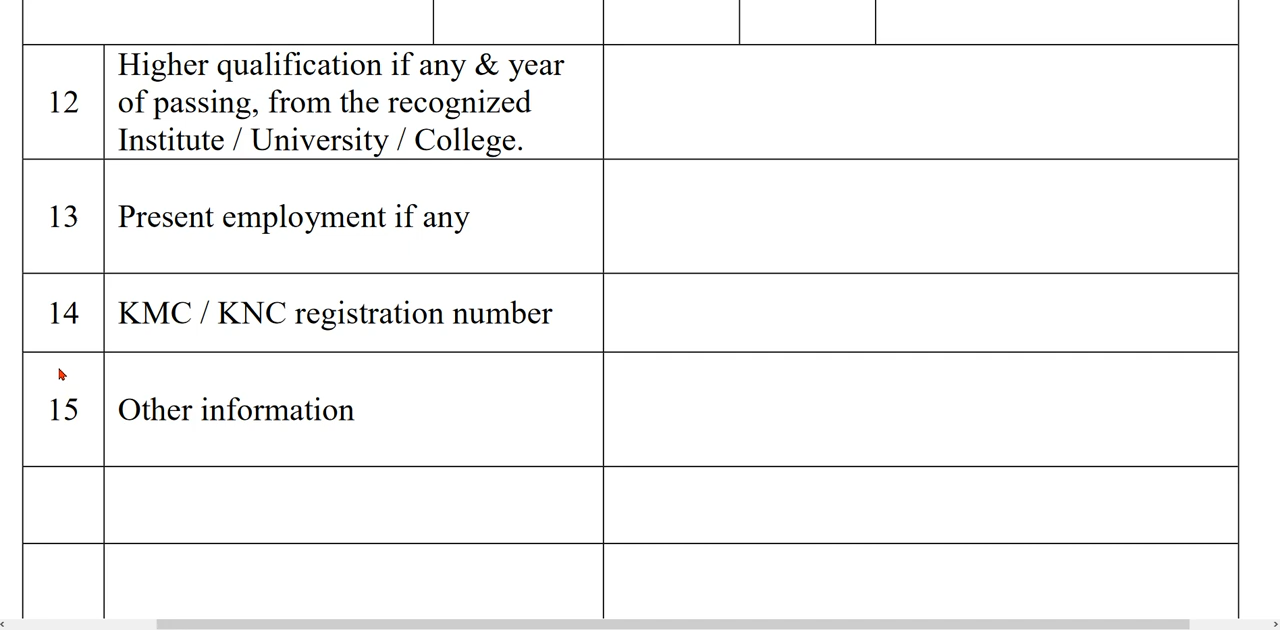 12
Higher qualification if any & year
of passing, from the recognized
Institute / University / College.
13
Present employment if any
14
KMC / KNC registration number
15
Other information